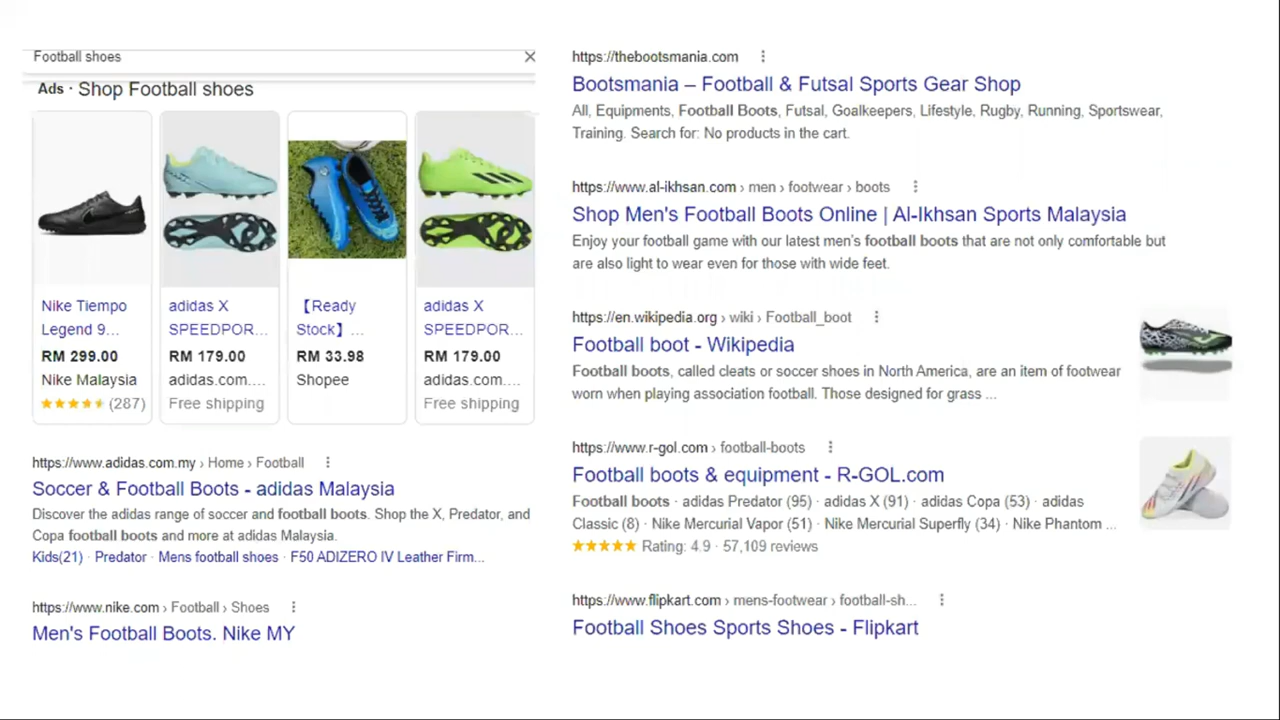 Football shoes
Ads · Shop Football shoes
Nike Tiempo
Legend 9...
RM 299.00
Nike Malaysia
(287)
adidas X
SPEEDPOR...
RM 179.00
adidas.com....
Free shipping
【Ready
Stock】...
RM 33.98
Shopee
adidas X
SPEEDPOR...
RM 179.00
adidas.com....
Free shipping
https://www.adidas.com.my › Home › Football
Soccer & Football Boots - adidas Malaysia
Discover the adidas range of soccer and football boots. Shop the X, Predator, and
Copa football boots and more at adidas Malaysia.
Kids(21) · Predator · Mens football shoes · F50 ADIZERO IV Leather Firm...
https://www.nike.com › Football › Shoes
Men's Football Boots. Nike MY
https://thebootsmania.com
Bootsmania – Football & Futsal Sports Gear Shop
All, Equipments, Football Boots, Futsal, Goalkeepers, Lifestyle, Rugby, Running, Sportswear,
Training. Search for: No products in the cart.
https://www.al-ikhsan.com › men › footwear › boots
Shop Men's Football Boots Online | Al-Ikhsan Sports Malaysia
Enjoy your football game with our latest men's football boots that are not only comfortable but
are also light to wear even for those with wide feet.
https://en.wikipedia.org › wiki › Football_boot
Football boot - Wikipedia
Football boots, called cleats or soccer shoes in North America, are an item of footwear
worn when playing association football. Those designed for grass ...
https://www.r-gol.com › football-boots
Football boots & equipment - R-GOL.com
Football boots · adidas Predator (95) · adidas X (91) · adidas Copa (53) · adidas
Classic (8) · Nike Mercurial Vapor (51) · Nike Mercurial Superfly (34) · Nike Phantom ...
Rating: 4.9 · 57,109 reviews
https://www.flipkart.com › mens-footwear › football-sh...
Football Shoes Sports Shoes - Flipkart